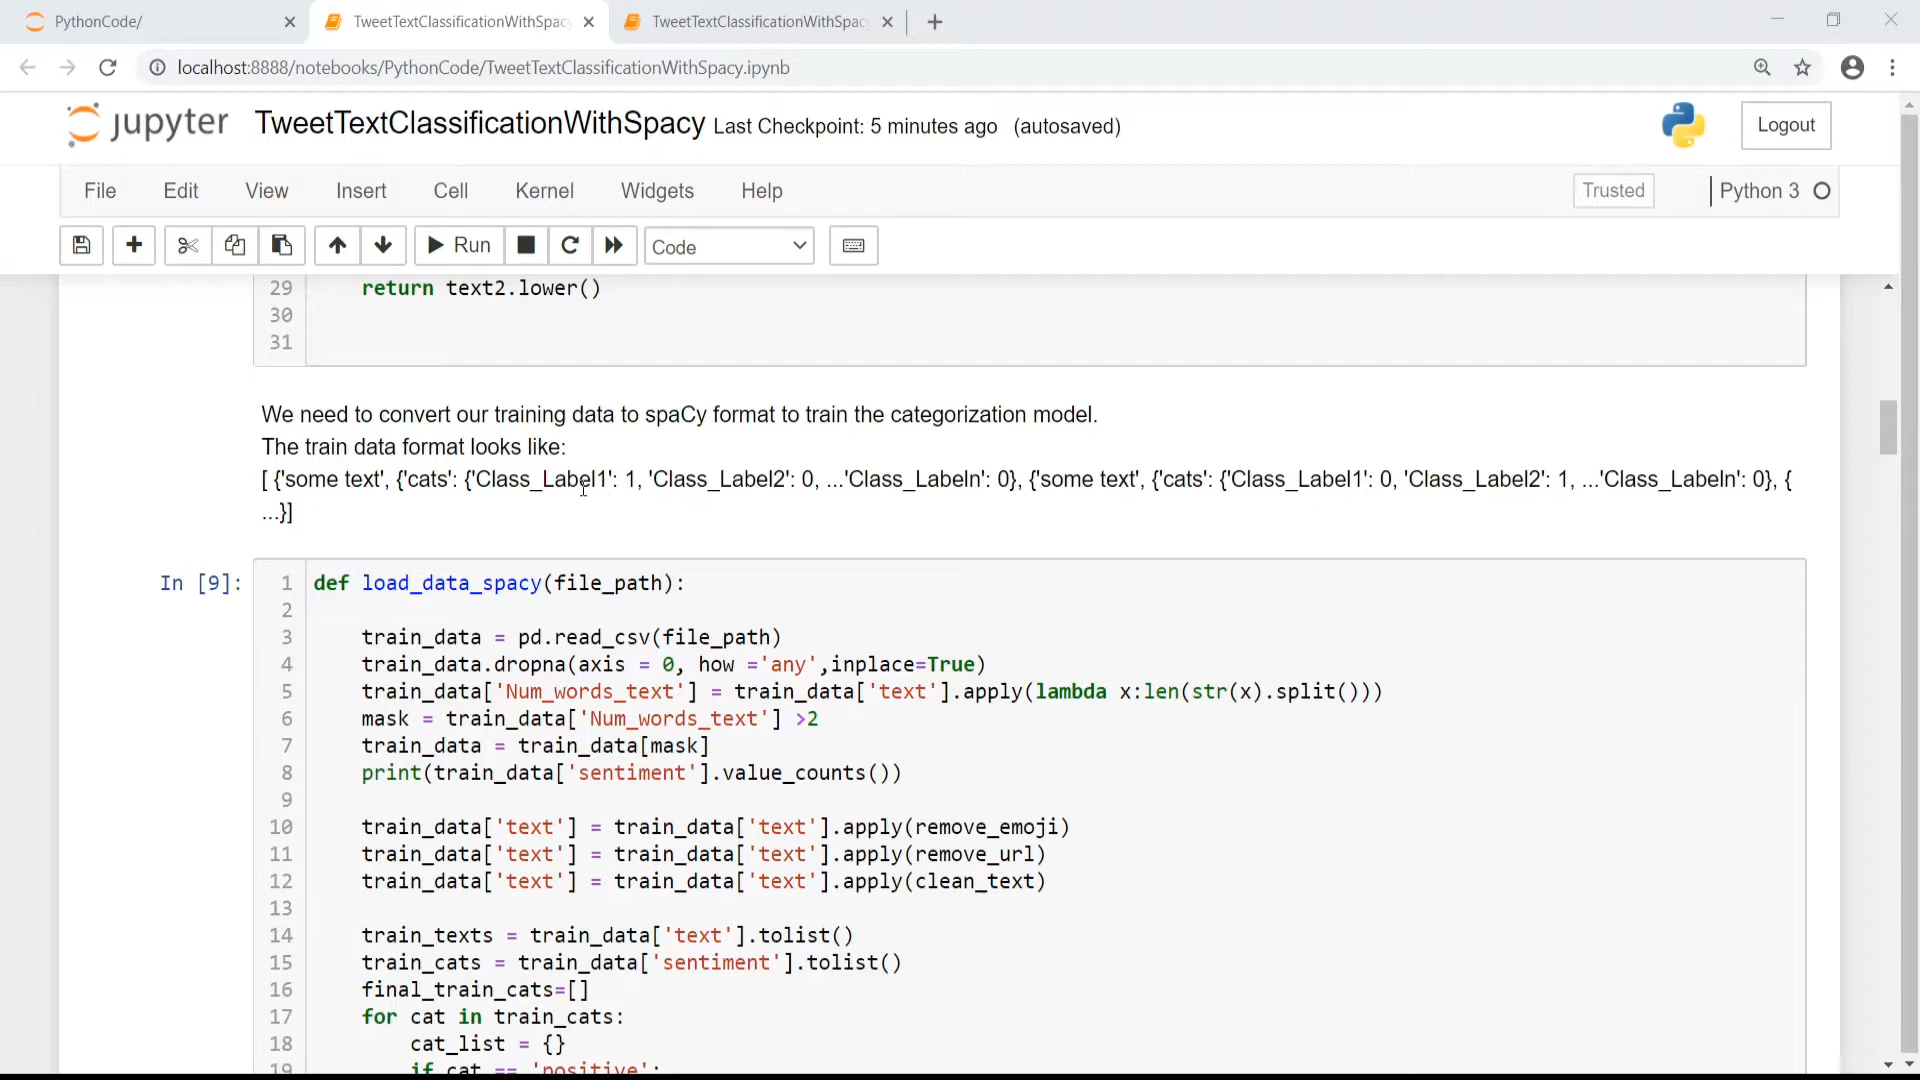 PythonCode/
TweetTextClassificationWithSpac
TweetTextClassificationWithSpac
localhost:8888/notebooks/PythonCode/TweetTextClassificationWithSpacy.ipynb
jupyter TweetTextClassificationWithSpacy Last Checkpoint: 5 minutes ago (autosaved)
Logout
File Edit View Insert Cell Kernel Widgets Help
Trusted
Python 3
Run
Code
29 return text2.lower()
30
31
We need to convert our training data to spaCy format to train the categorization model.
The train data format looks like:
[ {'some text', {'cats': {'Class_Label1': 1, 'Class_Label2': 0, ...'Class_Labeln': 0}, {'some text', {'cats': {'Class_Label1': 0, 'Class_Label2': 1, ...'Class_Labeln': 0}, {
...}]
In [9]:
1 def load_data_spacy(file_path):
2
3 train_data = pd.read_csv(file_path)
4 train_data.dropna(axis = 0, how ='any',inplace=True)
5 train_data['Num_words_text'] = train_data['text'].apply(lambda x:len(str(x).split()))
6 mask = train_data['Num_words_text'] >2
7 train_data = train_data[mask]
8 print(train_data['sentiment'].value_counts())
9
10 train_data['text'] = train_data['text'].apply(remove_emoji)
11 train_data['text'] = train_data['text'].apply(remove_url)
12 train_data['text'] = train_data['text'].apply(clean_text)
13
14 train_texts = train_data['text'].tolist()
15 train_cats = train_data['sentiment'].tolist()
16 final_train_cats=[]
17 for cat in train_cats:
18 cat_list = {}
19 if cat == 'positive':